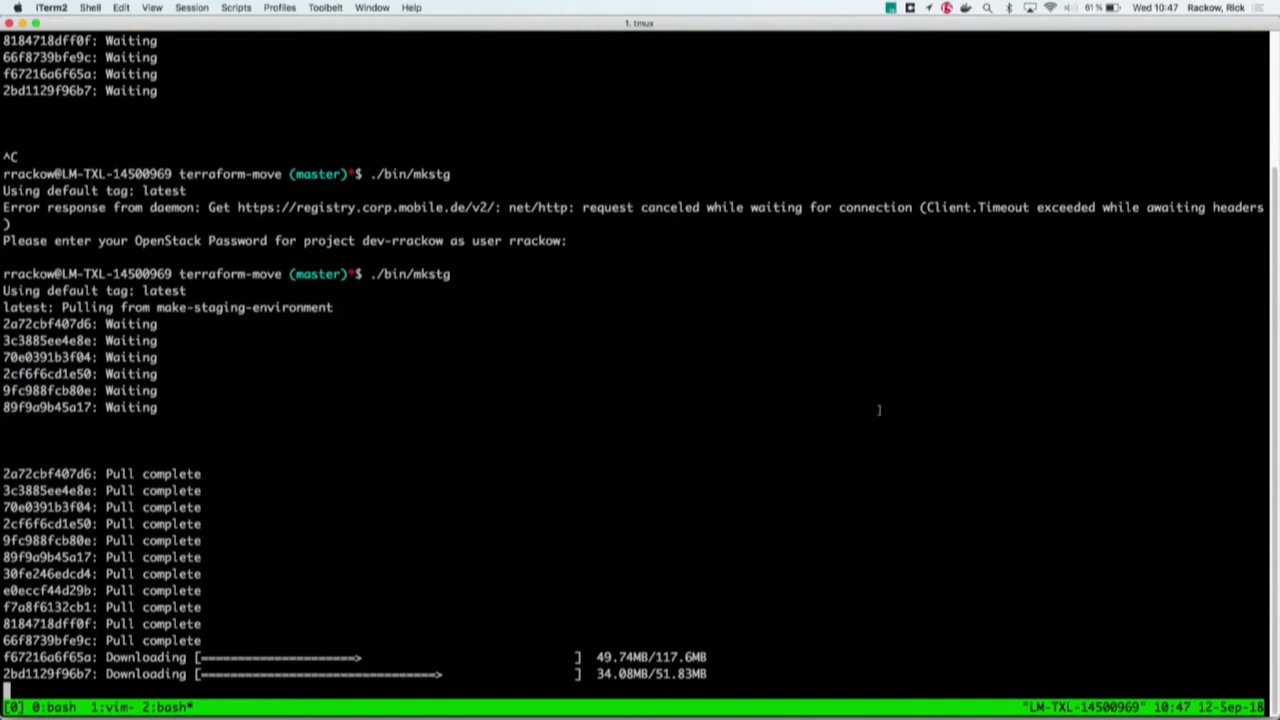 iTerm2 Shell Edit View Session Scripts Profiles Toolbelt Window Help 61% Wed 10:47 Rackow, Rick
1. tmux
8184718dff0f: Waiting
66f8739bfe9c: Waiting
f67216a6f65a: Waiting
2bd1129f96b7: Waiting
^C
rrackow@LM-TXL-14500969 terraform-move (master)*$ ./bin/mkstg
Using default tag: latest
Error response from daemon: Get https://registry.corp.mobile.de/v2/: net/http: request canceled while waiting for connection (Client.Timeout exceeded while awaiting headers
)
Please enter your OpenStack Password for project dev-rrackow as user rrackow:
rrackow@LM-TXL-14500969 terraform-move (master)*$ ./bin/mkstg
Using default tag: latest
latest: Pulling from make-staging-environment
2a72cbf407d6: Waiting
3c3885ee4e8e: Waiting
70e0391b3f04: Waiting
2cf6f6cd1e50: Waiting
9fc988fcb80e: Waiting
89f9a9b45a17: Waiting
2a72cbf407d6: Pull complete
3c3885ee4e8e: Pull complete
70e0391b3f04: Pull complete
2cf6f6cd1e50: Pull complete
9fc988fcb80e: Pull complete
89f9a9b45a17: Pull complete
30fe246edcd4: Pull complete
e0eccf44d29b: Pull complete
f7a8f6132cb1: Pull complete
8184718dff0f: Pull complete
66f8739bfe9c: Pull complete
f67216a6f65a: Downloading [=====================> ] 49.74MB/117.6MB
2bd1129f96b7: Downloading [================================> ] 34.08MB/51.83MB
[0] 0:bash 1:vim- 2:bash* "LM-TXL-14500969" 10:47 12-Sep-18